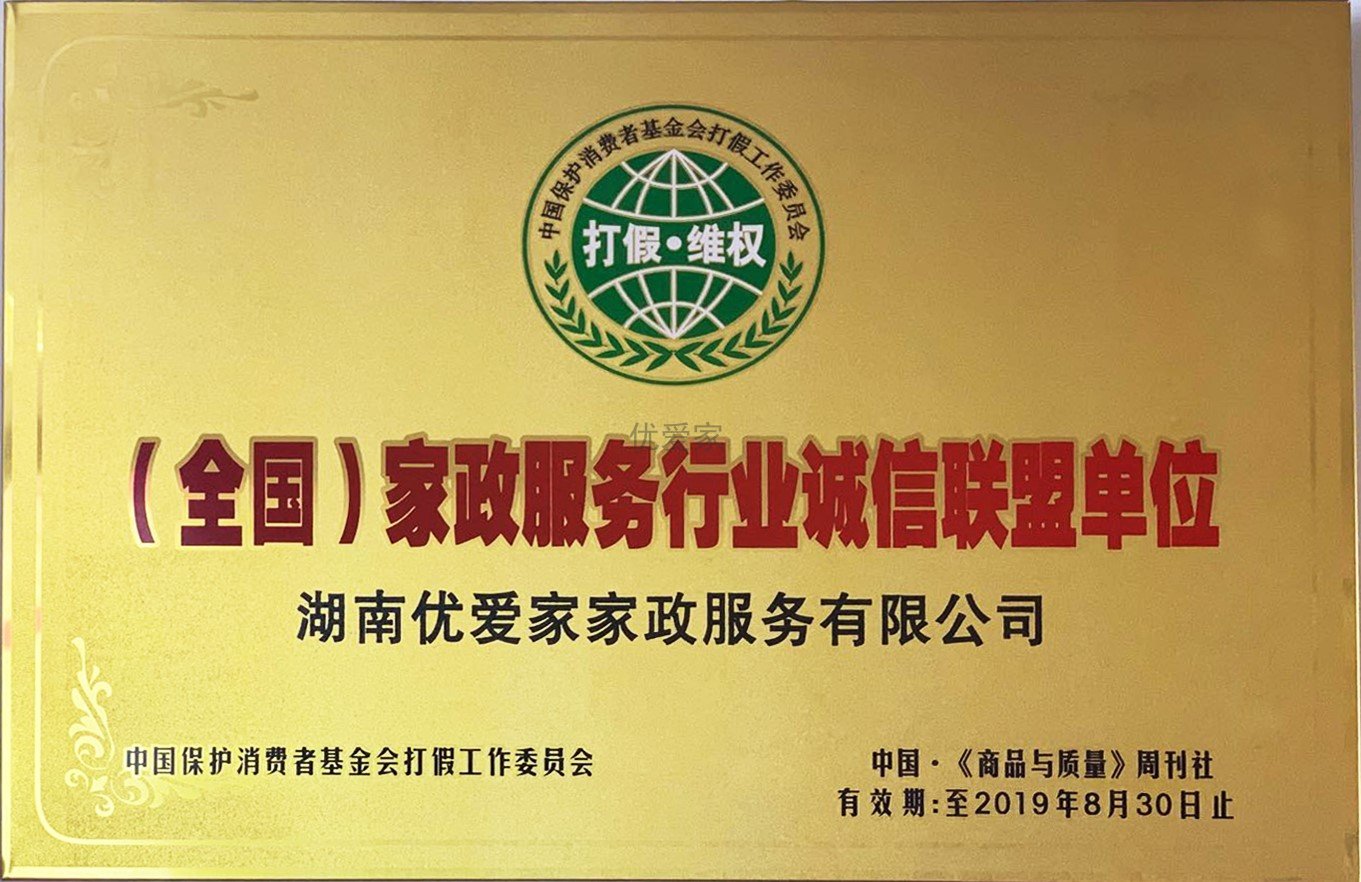 中国保护消费者基金会打假工作委员会
打假·维权
优爱家
（全国）家政服务行业诚信联盟单位
湖南优爱家家政服务有限公司
中国保护消费者基金会打假工作委员会
中国·《商品与质量》周刊社
有效期:至2019年8月30日止